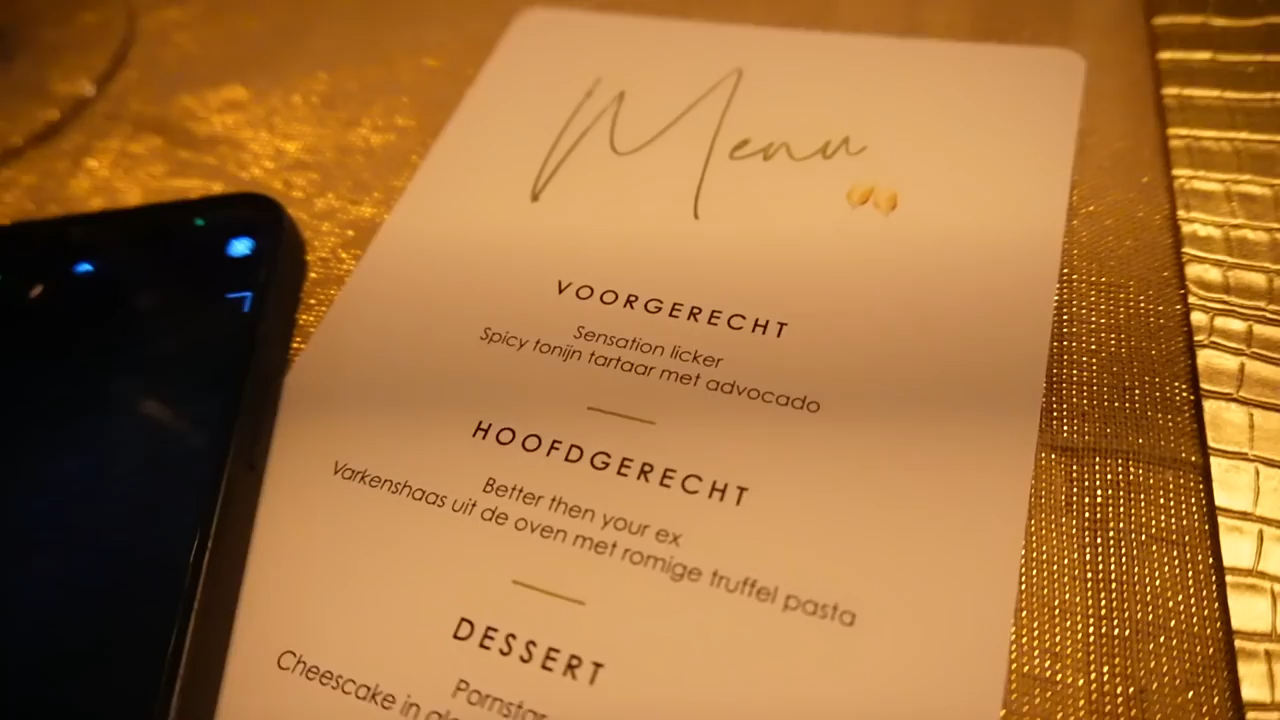 Menu
VOORGERECHT
Sensation licker
Spicy tonijn tartaar met advocado
HOOFDGERECHT
Better then your ex
Varkenshaas uit de oven met romige truffel pasta
DESSERT
Pornstar
Cheescake in